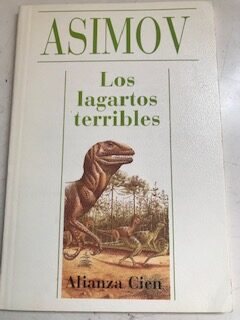 ASIMOV
Los
lagartos
terribles
Alianza Cien